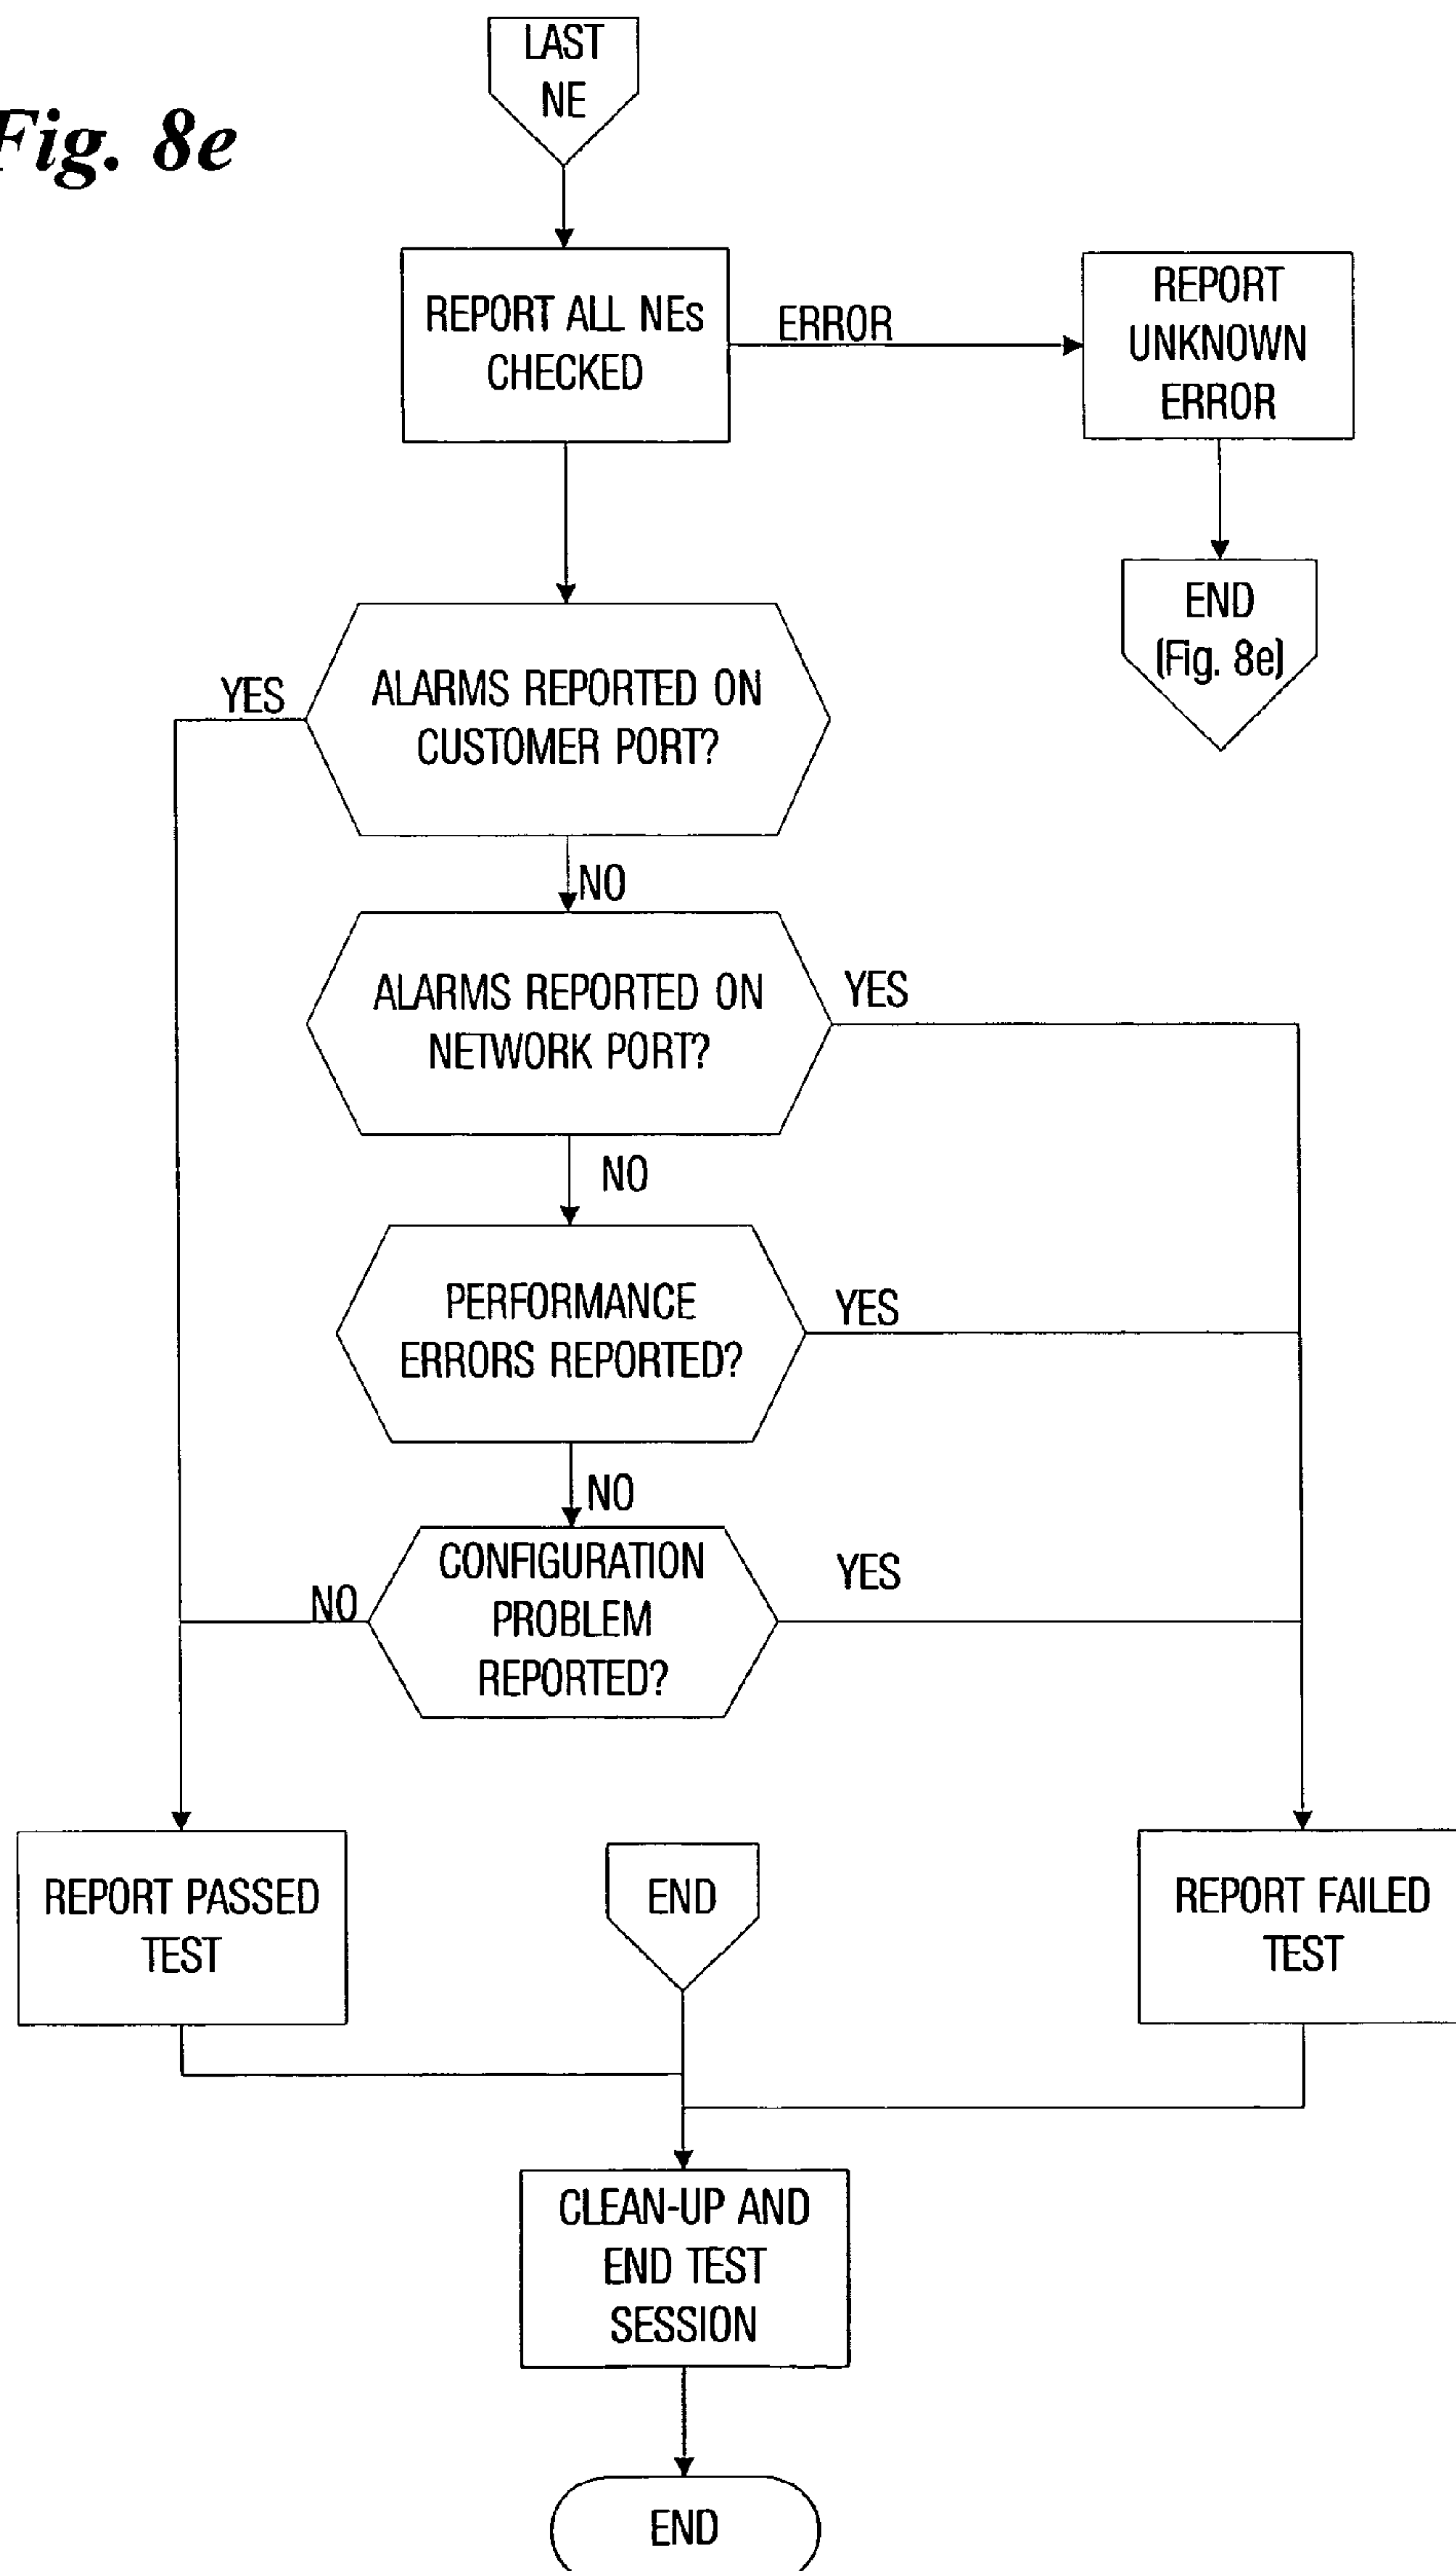 LAST
NE
Fig. 8e
REPORT ALL NEs
CHECKED
ERROR
REPORT
UNKNOWN
ERROR
END
(Fig. 8e)
YES
ALARMS REPORTED ON
CUSTOMER PORT?
NO
ALARMS REPORTED ON
NETWORK PORT?
YES
NO
PERFORMANCE
ERRORS REPORTED?
YES
NO
CONFIGURATION
PROBLEM
REPORTED?
NO
YES
REPORT PASSED
TEST
END
REPORT FAILED
TEST
CLEAN-UP AND
END TEST
SESSION
END